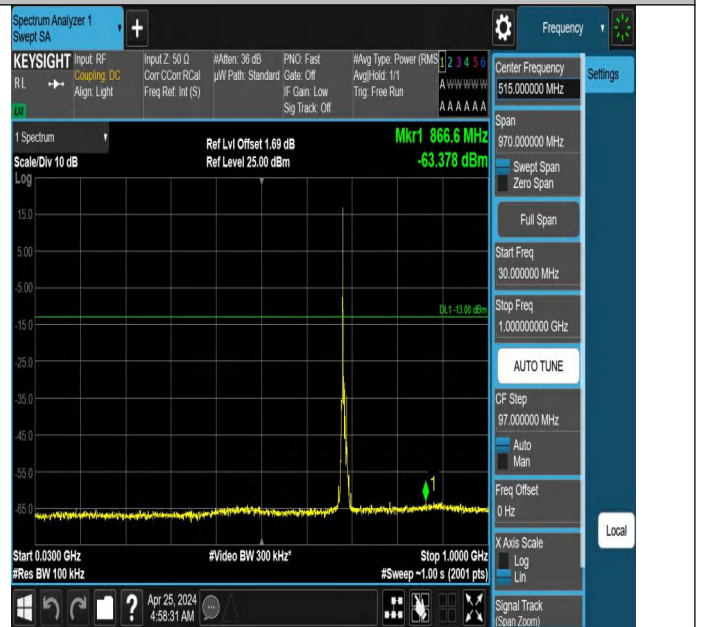 Spectrum Analyzer 1
Swept SA
+
Frequency
KEYSIGHT
RL
Input: RF
Coupling: DC
Align: Light
Input Z: 50 Ω
Corr CCorr RCal
Freq Ref: Int (S)
#Atten: 36 dB
µW Path: Standard
PNO: Fast
Gate: Off
IF Gain: Low
Sig Track: Off
#Avg Type: Power (RMS
Avg|Hold: 1/1
Trig: Free Run
1 2 3 4 5 6
A W W W W W
A A A A A A
1 Spectrum
Scale/Div 10 dB
Log
Ref Lvl Offset 1.69 dB
Ref Level 25.00 dBm
Mkr1 866.6 MHz
-63.378 dBm
15.0
5.00
-5.00
DL1 -13.00 dBm
-15.0
-25.0
-35.0
-45.0
-55.0
1
-65.0
Start 0.0300 GHz
#Res BW 100 kHz
#Video BW 300 kHz*
Stop 1.0000 GHz
#Sweep ~1.00 s (2001 pts)
?
Apr 25, 2024
4:58:31 AM
Center Frequency
515.000000 MHz
Settings
Span
970.000000 MHz
Swept Span
Zero Span
Full Span
Start Freq
30.000000 MHz
Stop Freq
1.000000000 GHz
AUTO TUNE
CF Step
97.000000 MHz
Auto
Man
Freq Offset
0 Hz
Local
X Axis Scale
Log
Lin
Signal Track
(Span Zoom)